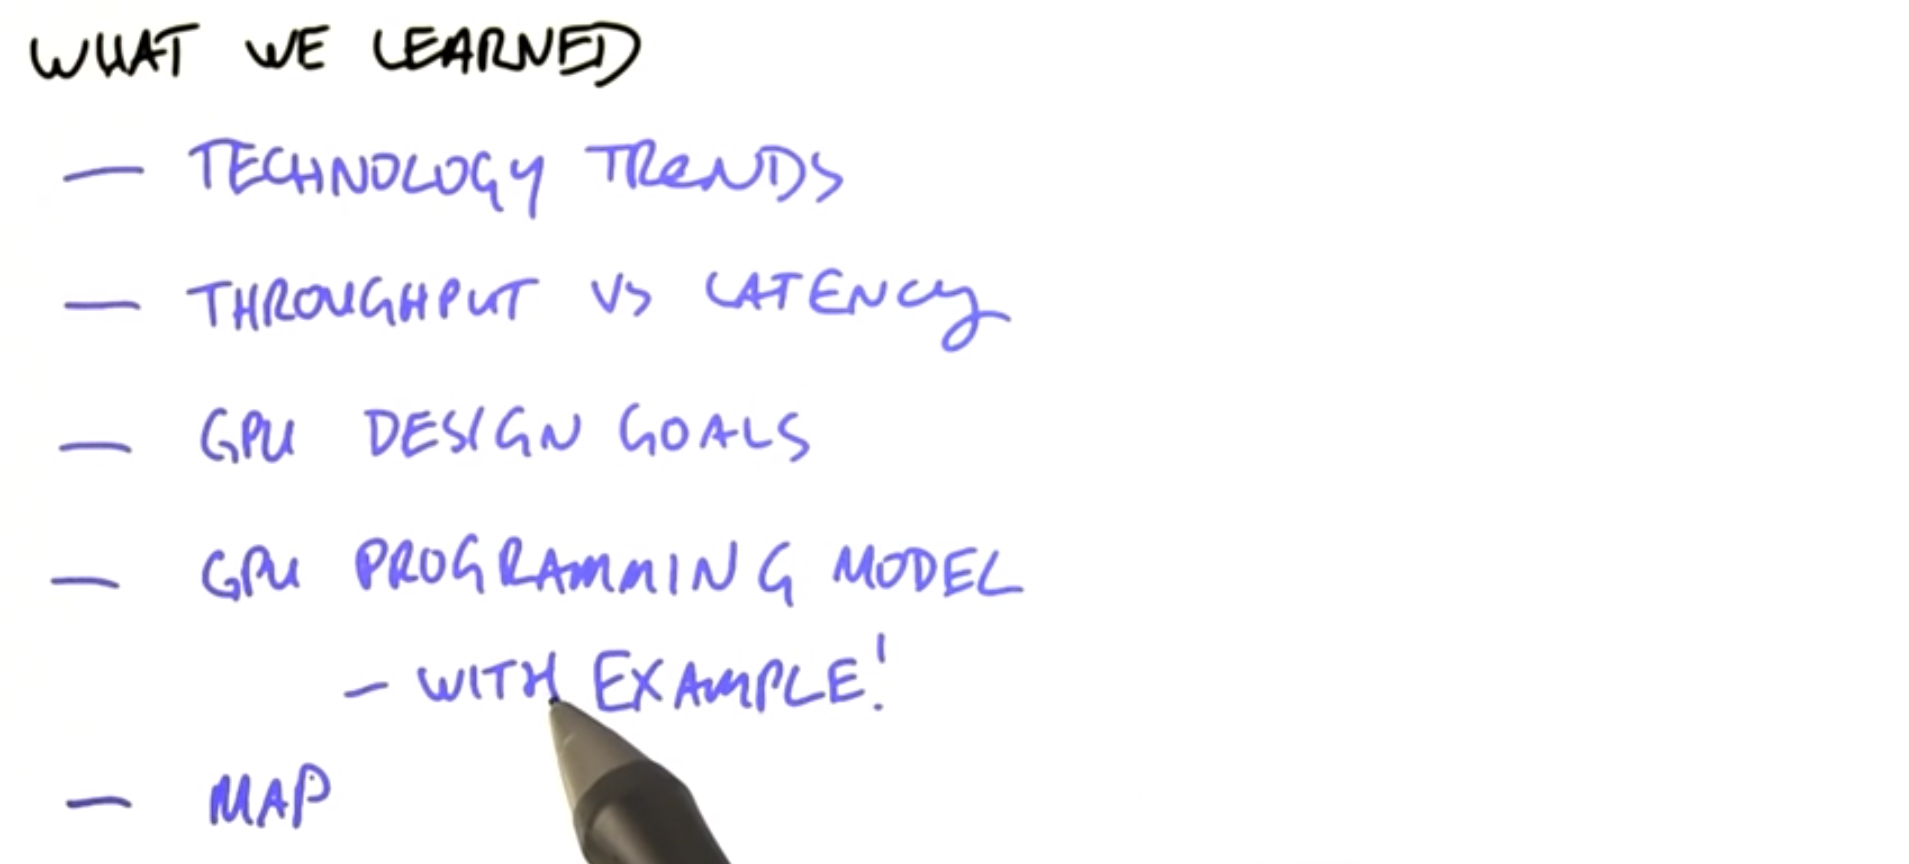 WHAT WE LEARNED
— TECHNOLOGY TRENDS
— THROUGHPUT VS LATENCY
— GPU DESIGN GOALS
— GPU PROGRAMMING MODEL
— WITH EXAMPLE!
— MAP